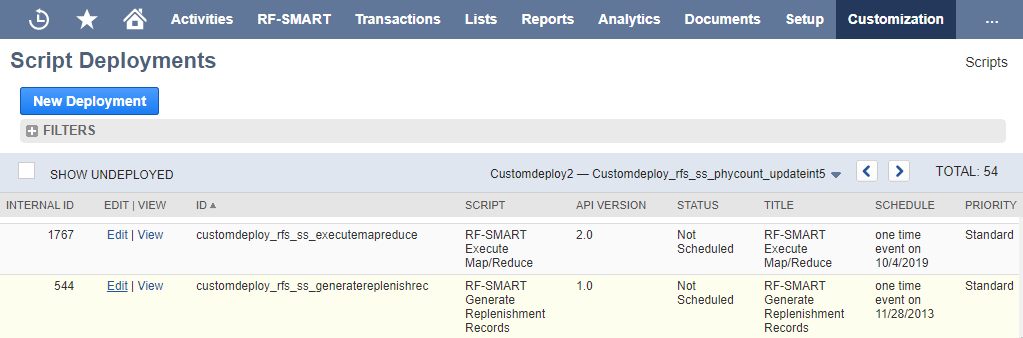 Activities RF-SMART Transactions Lists Reports Analytics Documents Setup Customization ...
Script Deployments
Scripts
New Deployment
FILTERS
SHOW UNDEPLOYED Customdeploy2 — Customdeploy_rfs_ss_phycount_updateint5 TOTAL: 54
INTERNAL ID EDIT | VIEW ID SCRIPT API VERSION STATUS TITLE SCHEDULE PRIORITY
1767 Edit | View customdeploy_rfs_ss_executemapreduce RF-SMART 2.0 Not RF-SMART one time Standard
Execute Scheduled Execute event on
Map/Reduce Map/Reduce 10/4/2019
544 Edit | View customdeploy_rfs_ss_generatereplenishrec RF-SMART 1.0 Not RF-SMART one time Standard
Generate Scheduled Generate event on
Replenishment Replenishment 11/28/2013
Records Records